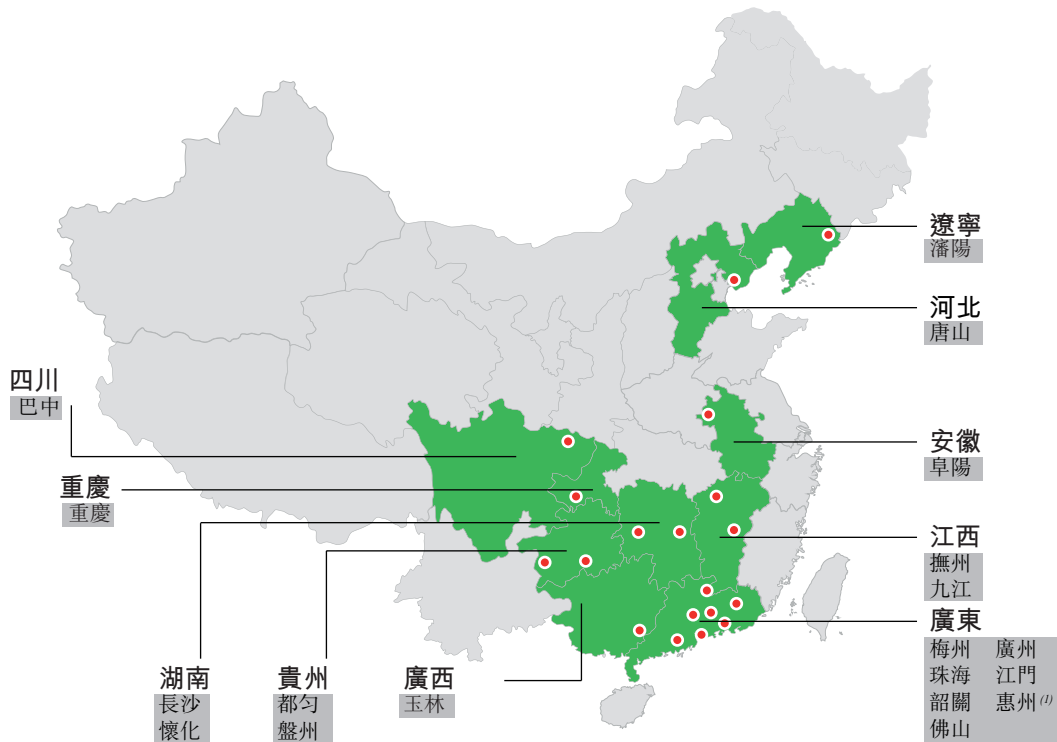 遼寧
瀋陽
河北
唐山
四川
巴中
安徽
阜陽
重慶
重慶
江西
撫州
九江
廣東
梅州 廣州
珠海 江門
韶關 惠州(1)
佛山
湖南
長沙
懷化
貴州
都勻
盤州
廣西
玉林